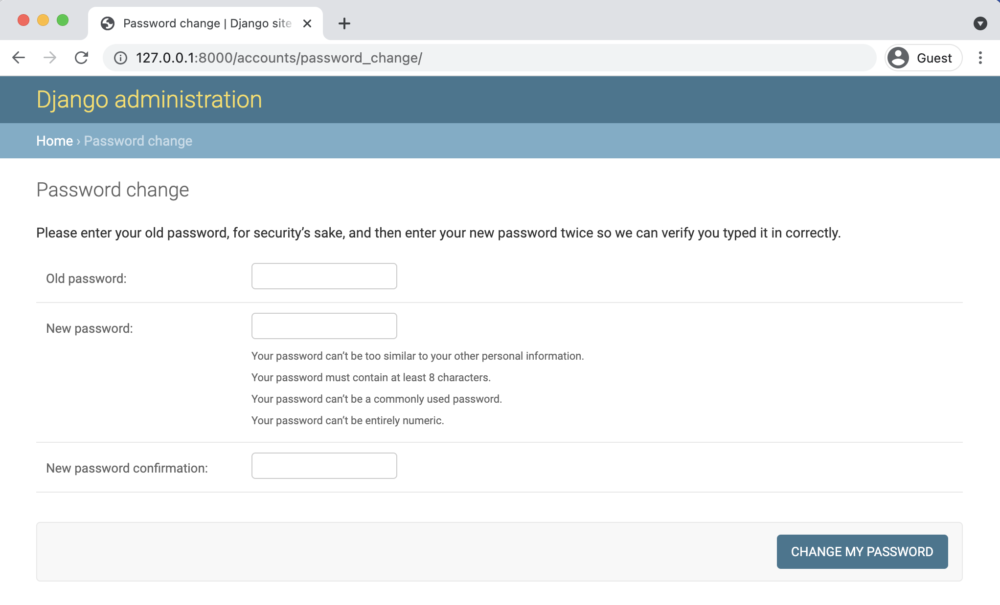 Password change | Django site
127.0.0.1:8000/accounts/password_change/
Guest
Django administration
Home › Password change
Password change
Please enter your old password, for security’s sake, and then enter your new password twice so we can verify you typed it in correctly.
Old password:
New password:
Your password can’t be too similar to your other personal information.
Your password must contain at least 8 characters.
Your password can’t be a commonly used password.
Your password can’t be entirely numeric.
New password confirmation:
CHANGE MY PASSWORD